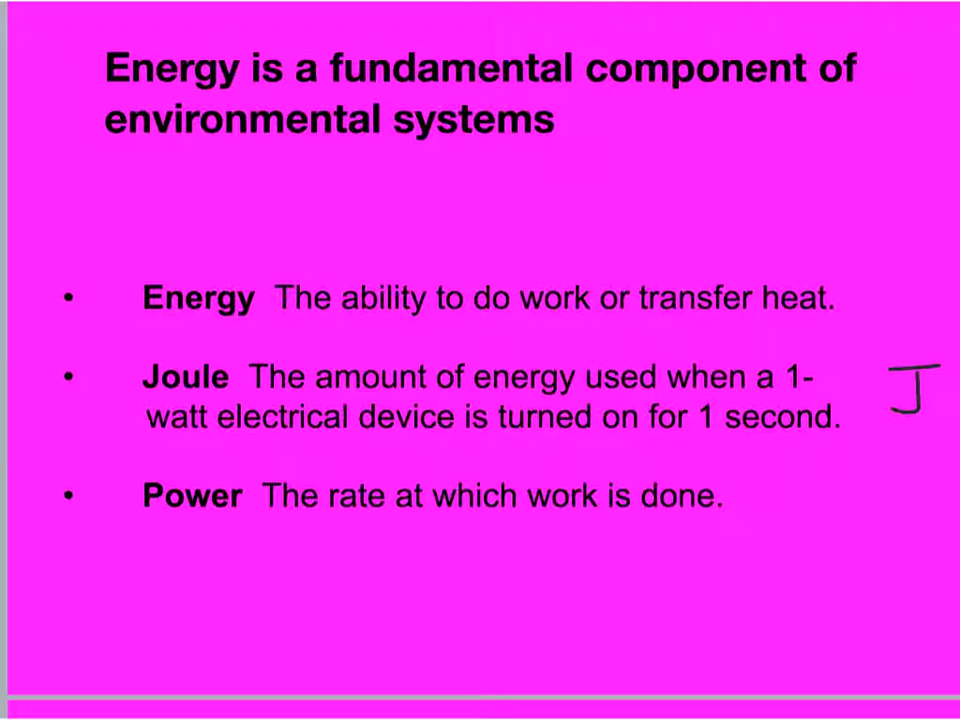 Energy is a fundamental component of
environmental systems
• Energy The ability to do work or transfer heat.
• Joule The amount of energy used when a 1-
watt electrical device is turned on for 1 second.
J
• Power The rate at which work is done.